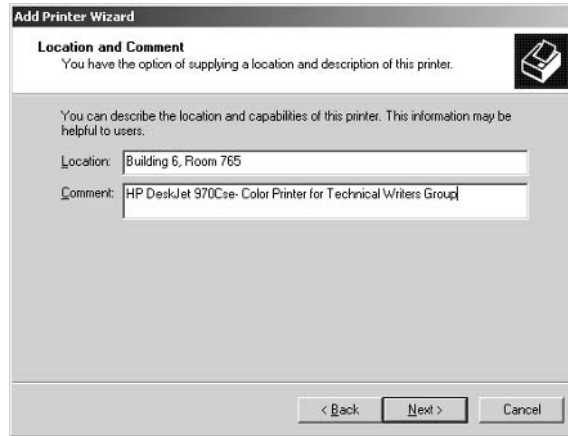 Add Printer Wizard
Location and Comment
You have the option of supplying a location and description of this printer.
You can describe the location and capabilities of this printer. This information may be
helpful to users.
Location: Building 6, Room 765
Comment: HP DeskJet 970Cse- Color Printer for Technical Writers Group
< Back Next > Cancel